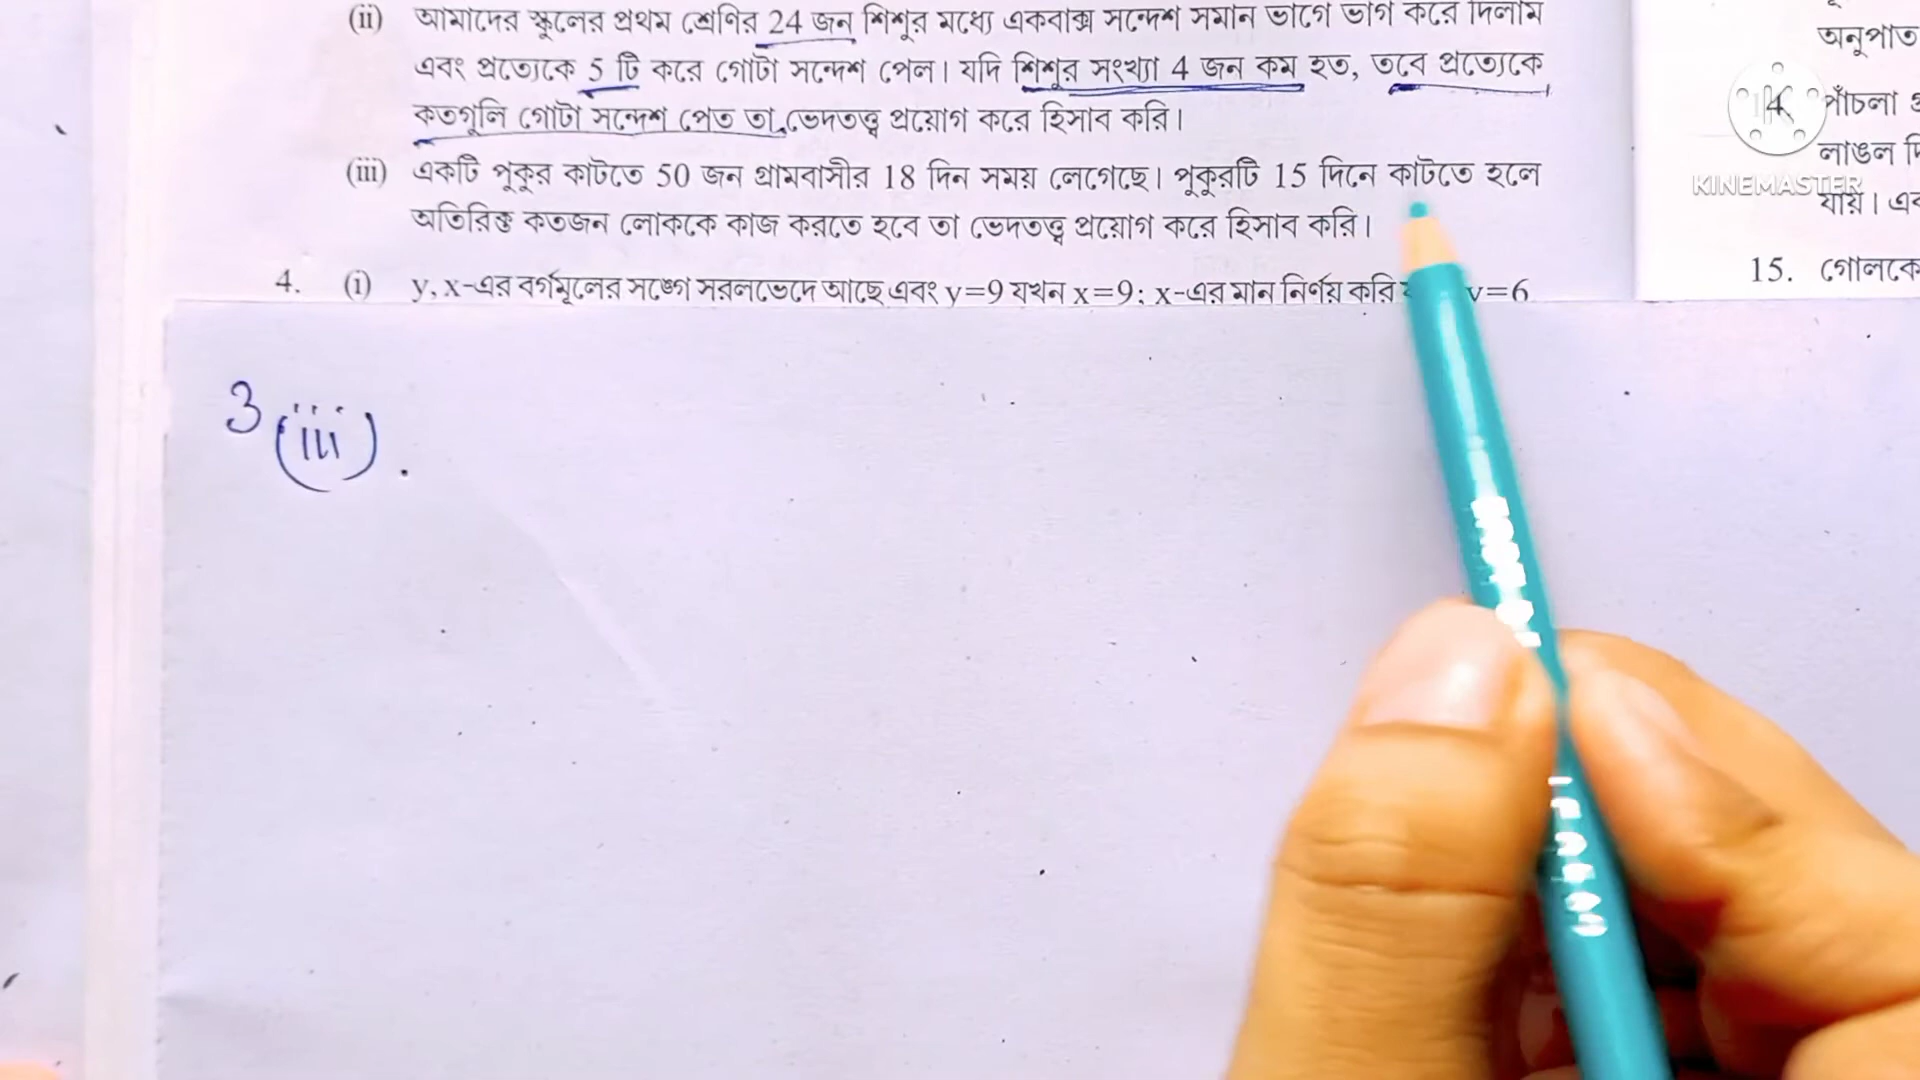 (ii) আমাদের স্কুলের প্রথম শ্রেণির 24 জন শিশুর মধ্যে একবাক্স সন্দেশ সমান ভাগে ভাগ করে দিলাম
এবং প্রত্যেকে 5 টি করে গোটা সন্দেশ পেল। যদি শিশুর সংখ্যা 4 জন কম হত, তবে প্রত্যেকে
কতগুলি গোটা সন্দেশ পেত তা ভেদতত্ত্ব প্রয়োগ করে হিসাব করি।
(iii) একটি পুকুর কাটতে 50 জন গ্রামবাসীর 18 দিন সময় লেগেছে। পুকুরটি 15 দিনে কাটতে হলে
অতিরিক্ত কতজন লোককে কাজ করতে হবে তা ভেদতত্ত্ব প্রয়োগ করে হিসাব করি।
4. (i) y, x-এর বর্গমূলের সঙ্গে সরলভেদে আছে এবং y=9 যখন x=9; x-এর মান নির্ণয় করি y=6
অনুপাত
পাঁচলা
লাঙল
যায়। এব
15. গোলকে
KINEMASTER
3 (iii).